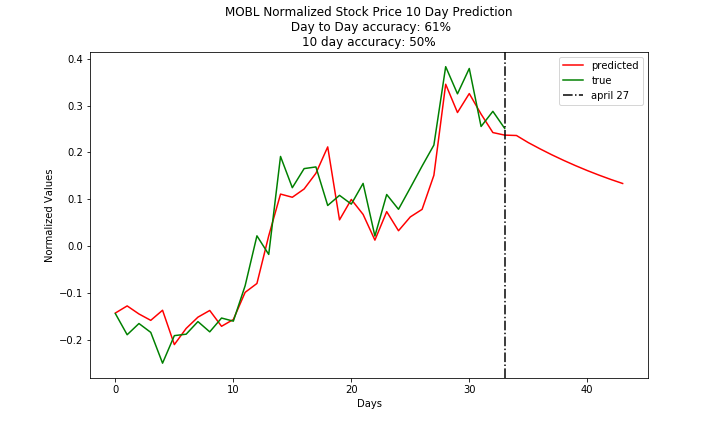 MOBL Normalized Stock Price 10 Day Prediction
Day to Day accuracy: 61%
10 day accuracy: 50%
predicted
true
april 27
Normalized Values
0.4
0.3
0.2
0.1
0.0
−0.1
−0.2
0
10
20
30
40
Days